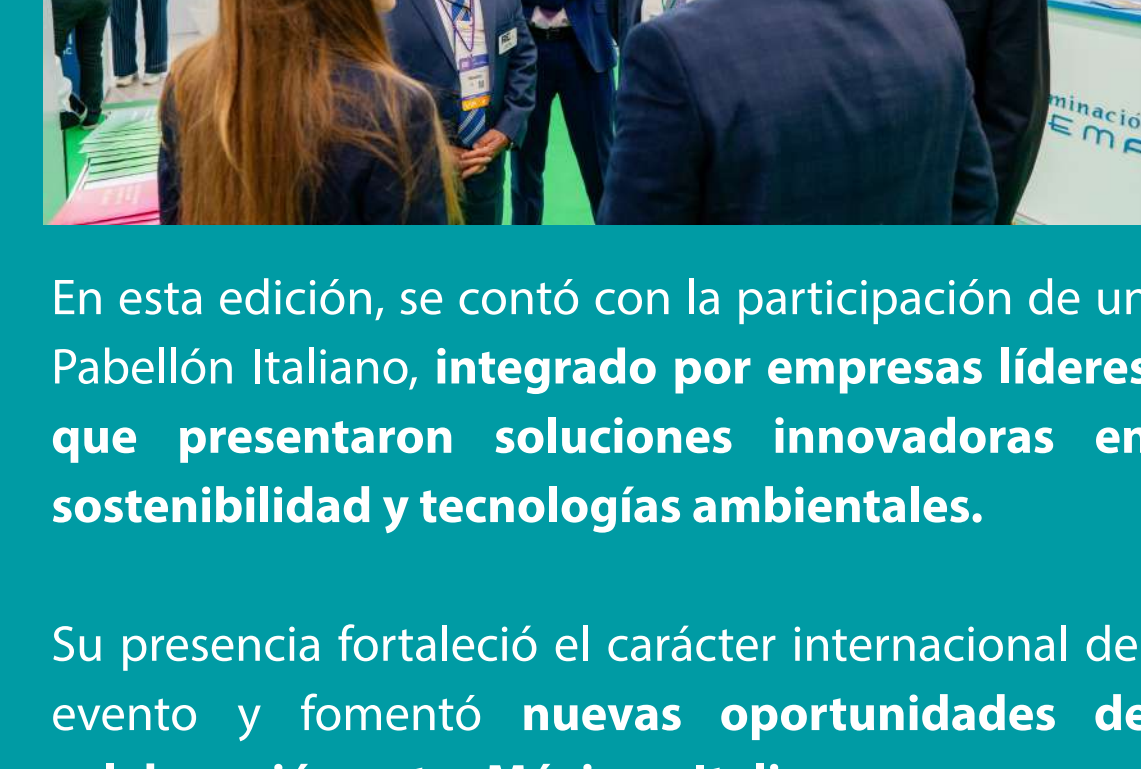 En esta edición, se contó con la participación de un
Pabellón Italiano, integrado por empresas líderes
que presentaron soluciones innovadoras en
sostenibilidad y tecnologías ambientales.
Su presencia fortaleció el carácter internacional del
evento y fomentó nuevas oportunidades de